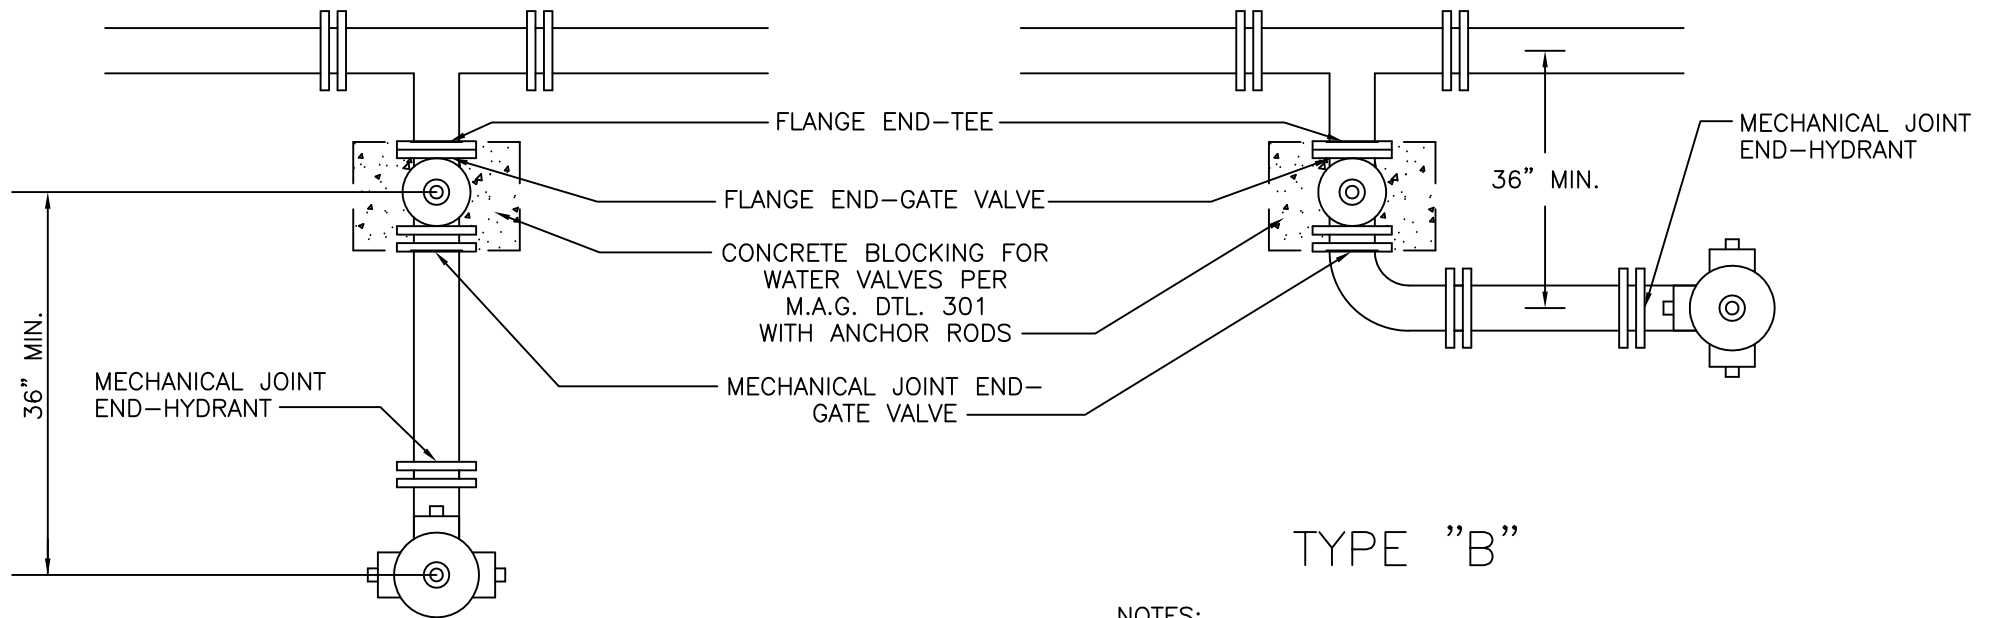 FLANGE END-TEE
MECHANICAL JOINT
END-HYDRANT
36” MIN.
FLANGE END-GATE VALVE
CONCRETE BLOCKING FOR
WATER VALVES PER
M.A.G. DTL. 301
WITH ANCHOR RODS
36” MIN.
MECHANICAL JOINT
END-HYDRANT
MECHANICAL JOINT END-
GATE VALVE
TYPE ”B”
NOTES: